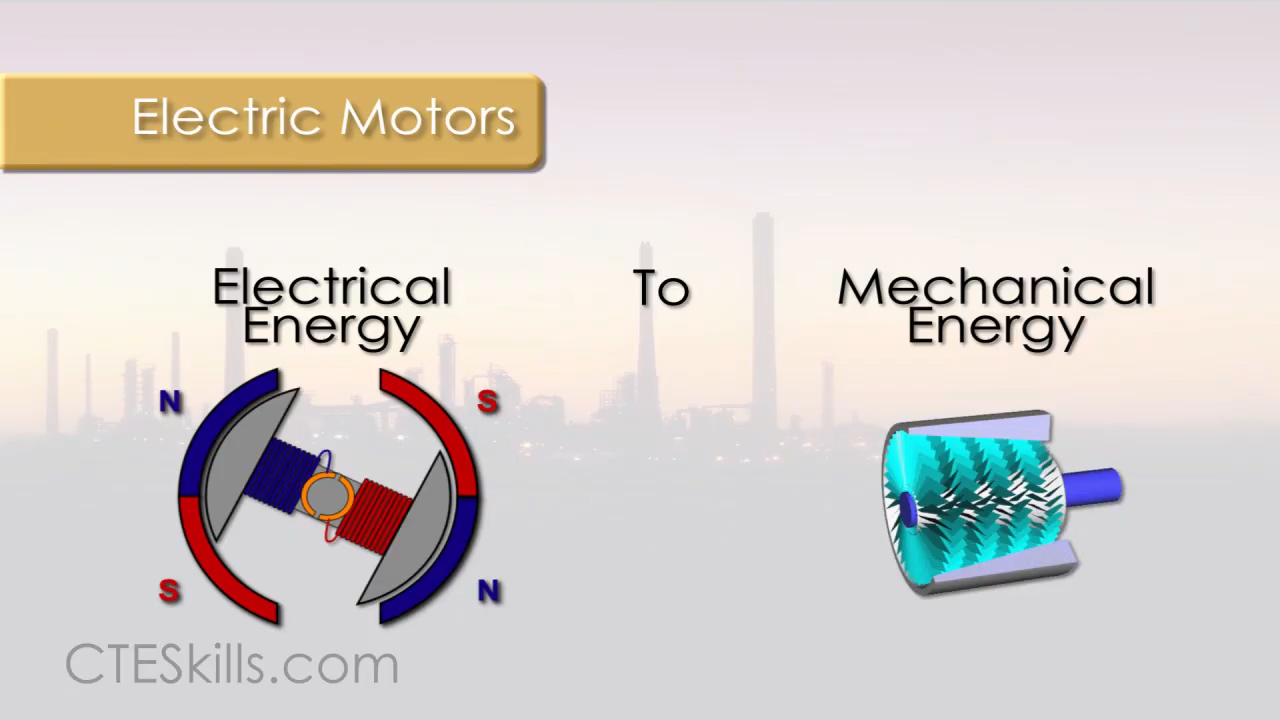 Electric Motors
Electrical
Energy
To
Mechanical
Energy
N
S
S
N
CTESkills.com